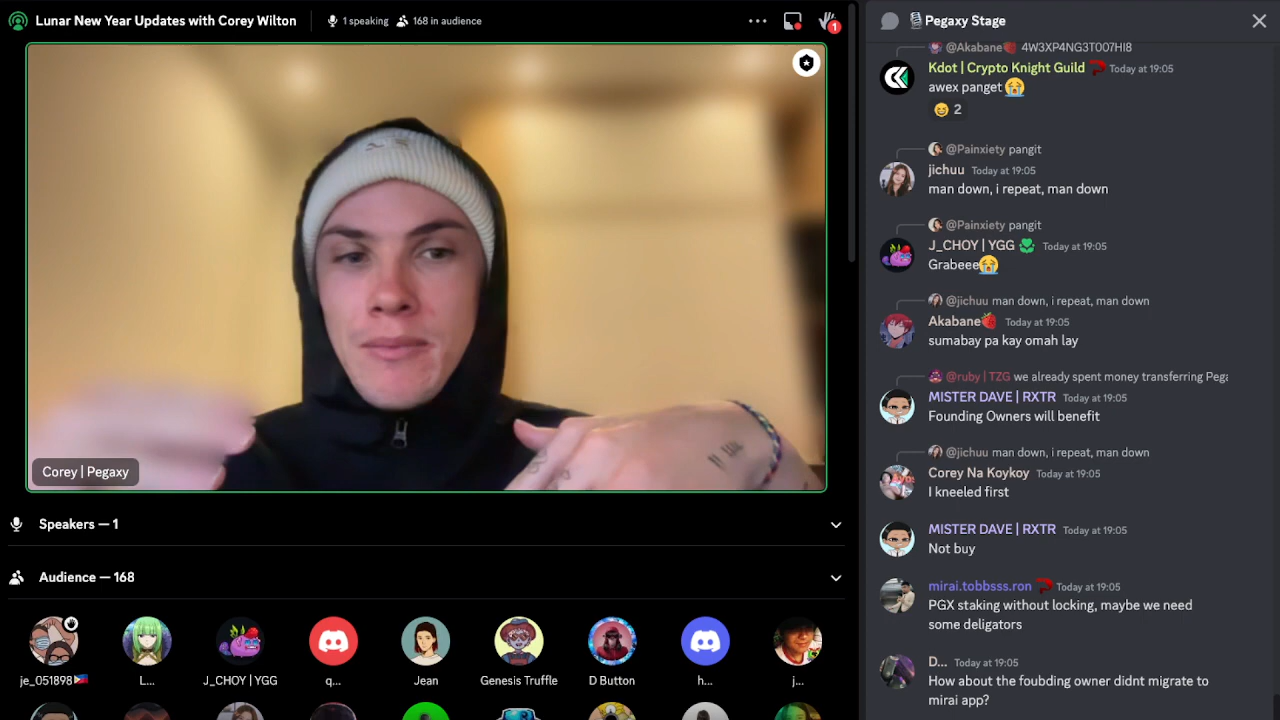 Lunar New Year Updates with Corey Wilton
1 speaking
168 in audience
1
Corey | Pegaxy
Speakers — 1
Audience — 168
je_051898
L...
J_CHOY | YGG
q...
Jean
Genesis Truffle
D Button
h...
j...
Pegaxy Stage
@Akabane 4W3XP4NG3T007HI8
Kdot | Crypto Knight Guild Today at 19:05
awex panget
2
@Painxiety pangit
jichuu Today at 19:05
man down, i repeat, man down
@Painxiety pangit
J_CHOY | YGG Today at 19:05
Grabeee
@jichuu man down, i repeat, man down
Akabane Today at 19:05
sumabay pa kay omah lay
@ruby | TZG we already spent money transferring Pega
MISTER DAVE | RXTR Today at 19:05
Founding Owners will benefit
@jichuu man down, i repeat, man down
Corey Na Koykoy Today at 19:05
I kneeled first
MISTER DAVE | RXTR Today at 19:05
Not buy
mirai.tobbsss.ron Today at 19:05
PGX staking without locking, maybe we need
some deligators
D... Today at 19:05
How about the foubding owner didnt migrate to
mirai app?